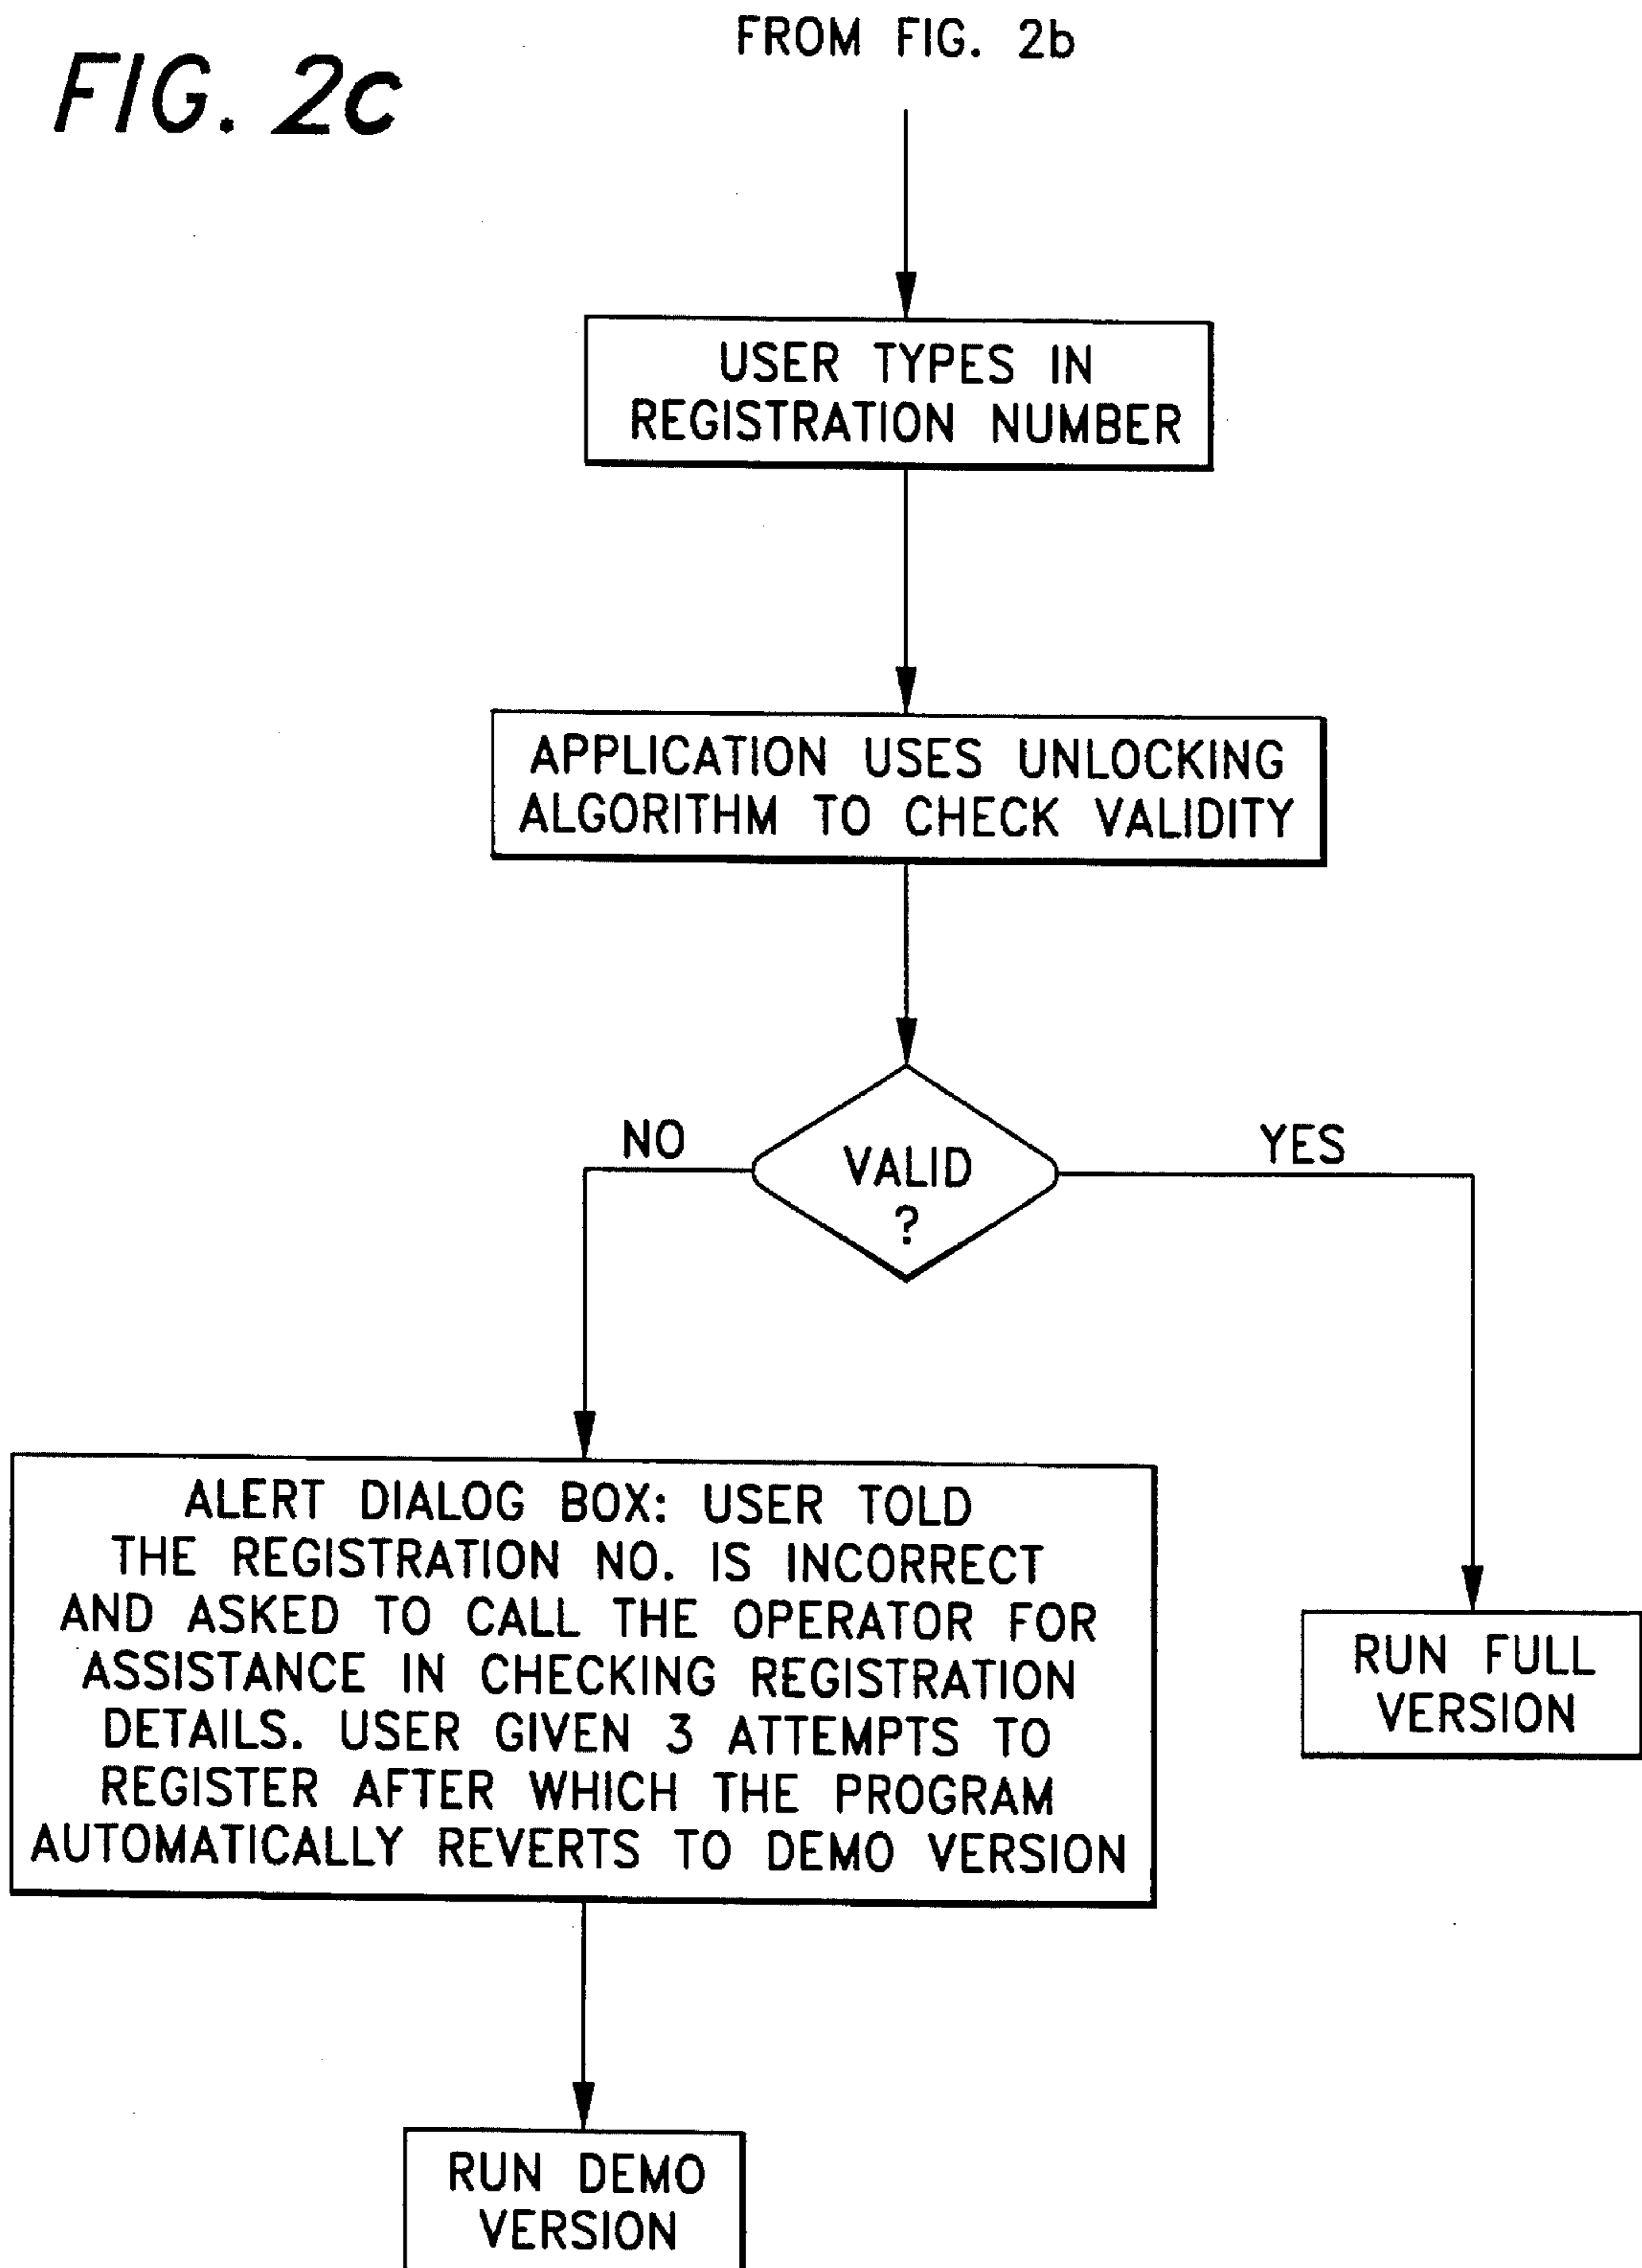 FIG. 2c
FROM FIG. 2b
USER TYPES IN
REGISTRATION NUMBER
APPLICATION USES UNLOCKING
ALGORITHM TO CHECK VALIDITY
VALID
?
NO
YES
ALERT DIALOG BOX: USER TOLD
THE REGISTRATION NO. IS INCORRECT
AND ASKED TO CALL THE OPERATOR FOR
ASSISTANCE IN CHECKING REGISTRATION
DETAILS. USER GIVEN 3 ATTEMPTS TO
REGISTER AFTER WHICH THE PROGRAM
AUTOMATICALLY REVERTS TO DEMO VERSION
RUN FULL
VERSION
RUN DEMO
VERSION